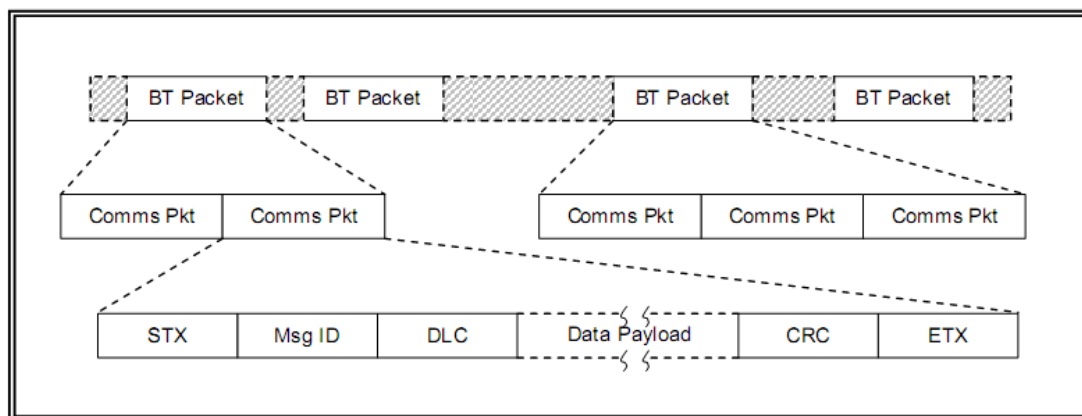 BT Packet BT Packet BT Packet BT Packet
Comms Pkt Comms Pkt Comms Pkt Comms Pkt Comms Pkt
STX Msg ID DLC Data Payload CRC ETX